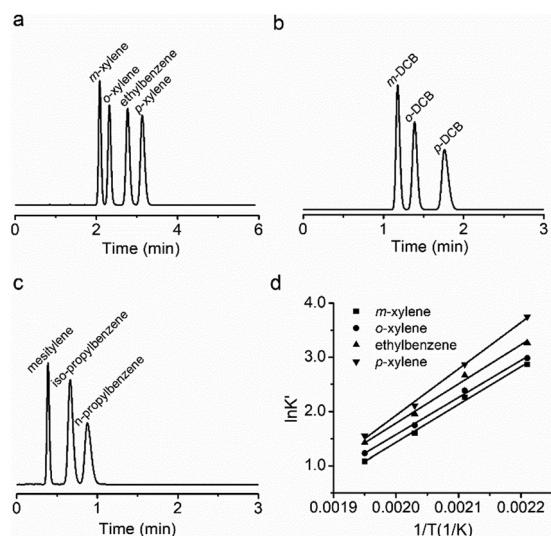 a
m-xylene
o-xylene
ethylbenzene
p-xylene
0 2 4 6
Time (min)
b
m-DCB
o-DCB
p-DCB
0 1 2 3
Time (min)
c
mesitylene
iso-propylbenzene
n-propylbenzene
0 1 2 3
Time (min)
d
m-xylene
o-xylene
ethylbenzene
p-xylene
4.0
3.0
2.0
1.0
lnK'
0.0019 0.0020 0.0021 0.0022
1/T(1/K)